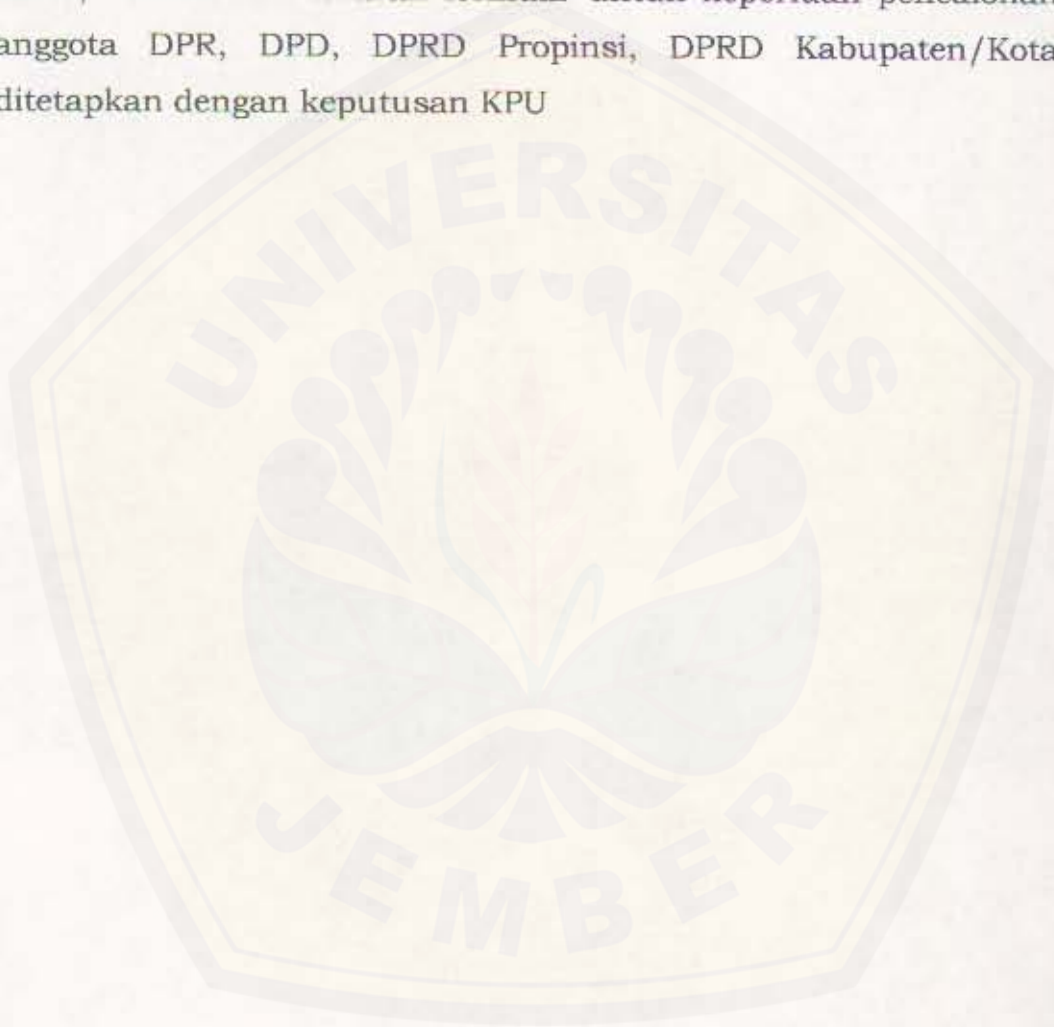 untuk keperluan pencalonan
anggota DPR, DPD, DPRD Propinsi, DPRD Kabupaten/Kota
ditetapkan dengan keputusan KPU
UNIVERSITAS
JEMBER